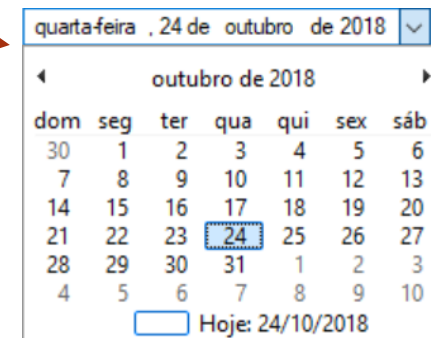 quarta-feira , 24 de outubro de 2018
outubro de 2018
dom seg ter qua qui sex sáb
30 1 2 3 4 5 6
7 8 9 10 11 12 13
14 15 16 17 18 19 20
21 22 23 24 25 26 27
28 29 30 31 1 2 3
4 5 6 7 8 9 10
Hoje: 24/10/2018